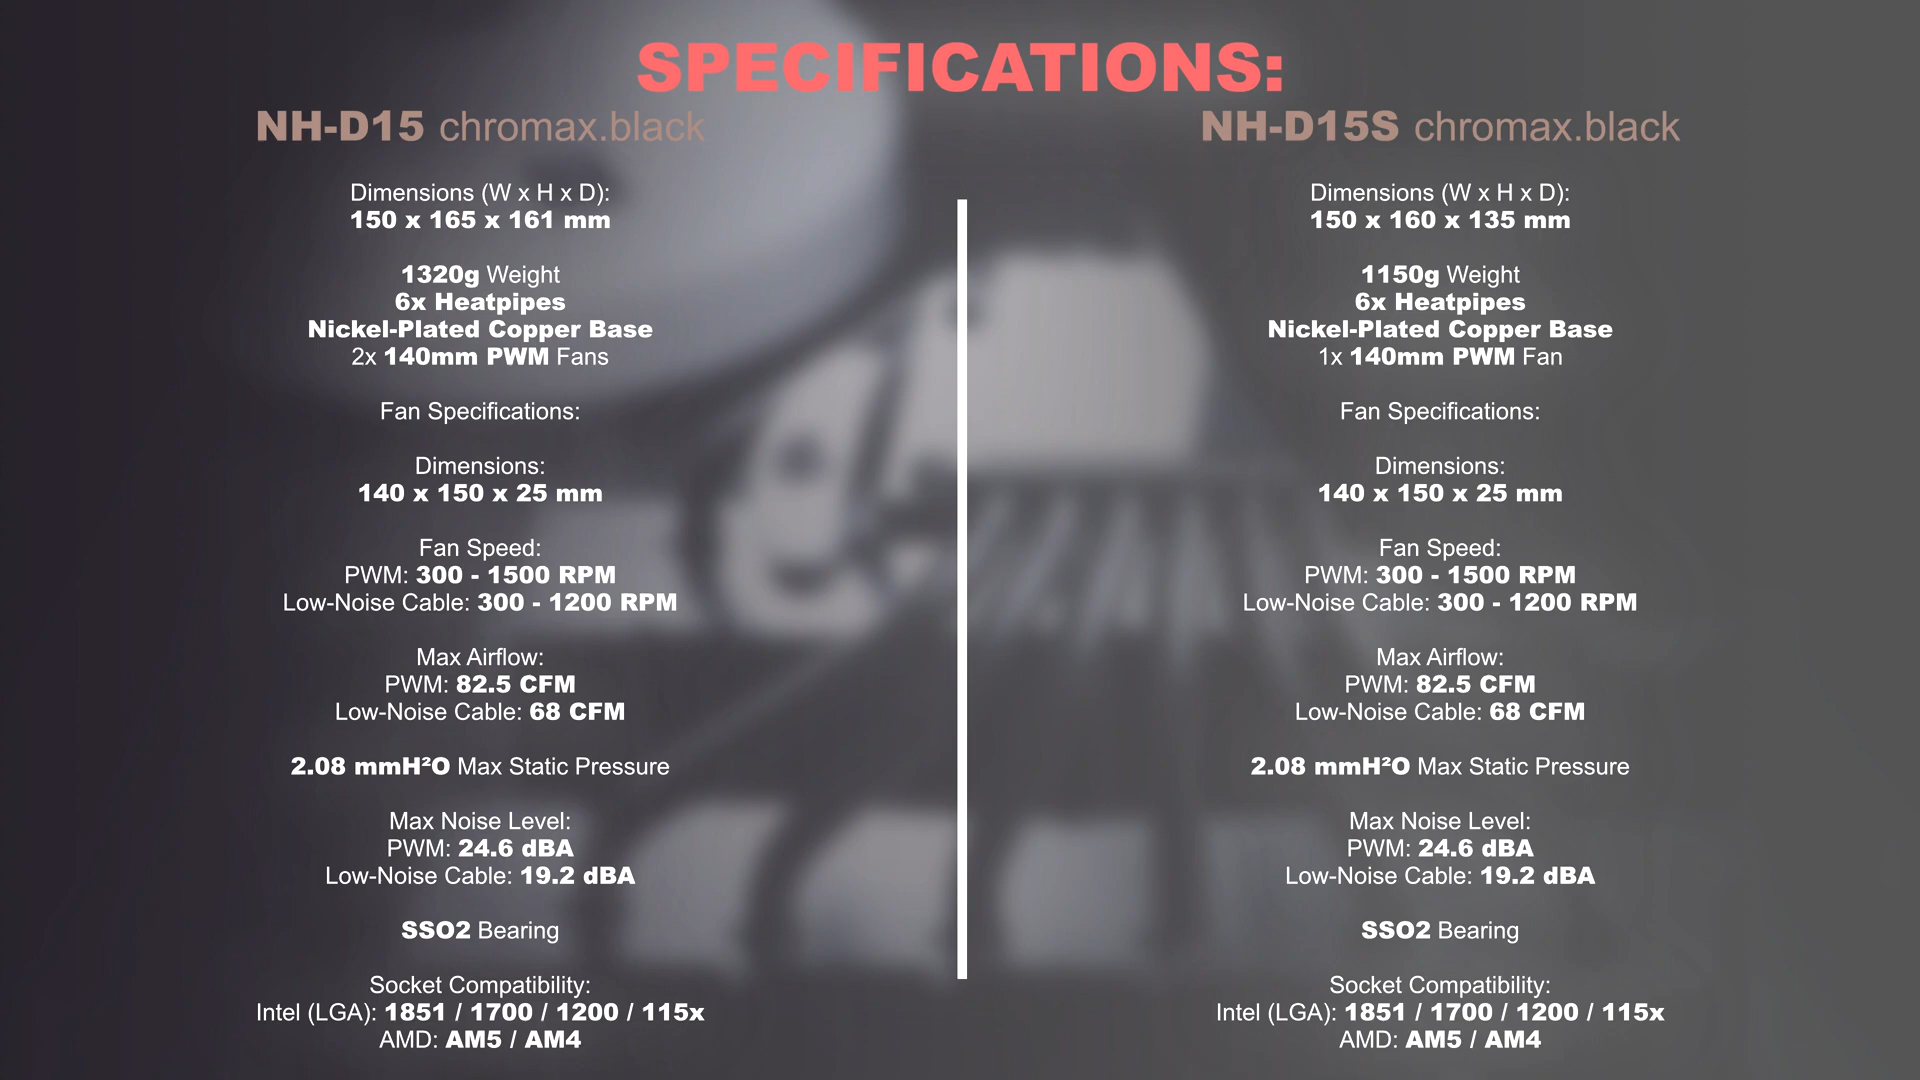 SPECIFICATIONS:
NH-D15 chromax.black
Dimensions (W x H x D):
150 x 165 x 161 mm
1320g Weight
6x Heatpipes
Nickel-Plated Copper Base
2x 140mm PWM Fans
Fan Specifications:
Dimensions:
140 x 150 x 25 mm
Fan Speed:
PWM: 300 - 1500 RPM
Low-Noise Cable: 300 - 1200 RPM
Max Airflow:
PWM: 82.5 CFM
Low-Noise Cable: 68 CFM
2.08 mmH²O Max Static Pressure
Max Noise Level:
PWM: 24.6 dBA
Low-Noise Cable: 19.2 dBA
SSO2 Bearing
Socket Compatibility:
Intel (LGA): 1851 / 1700 / 1200 / 115x
AMD: AM5 / AM4
NH-D15S chromax.black
Dimensions (W x H x D):
150 x 160 x 135 mm
1150g Weight
6x Heatpipes
Nickel-Plated Copper Base
1x 140mm PWM Fan
Fan Specifications:
Dimensions:
140 x 150 x 25 mm
Fan Speed:
PWM: 300 - 1500 RPM
Low-Noise Cable: 300 - 1200 RPM
Max Airflow:
PWM: 82.5 CFM
Low-Noise Cable: 68 CFM
2.08 mmH²O Max Static Pressure
Max Noise Level:
PWM: 24.6 dBA
Low-Noise Cable: 19.2 dBA
SSO2 Bearing
Socket Compatibility:
Intel (LGA): 1851 / 1700 / 1200 / 115x
AMD: AM5 / AM4